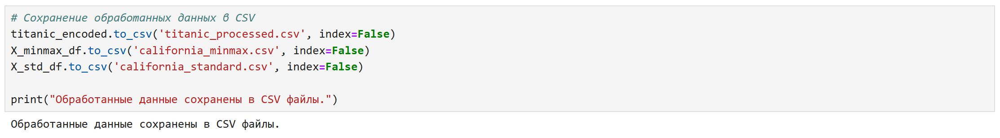 # Сохранение обработанных данных в CSV
titanic_encoded.to_csv('titanic_processed.csv', index=False)
X_minmax_df.to_csv('california_minmax.csv', index=False)
X_std_df.to_csv('california_standard.csv', index=False)
print("Обработанные данные сохранены в CSV файлы.")
Обработанные данные сохранены в CSV файлы.